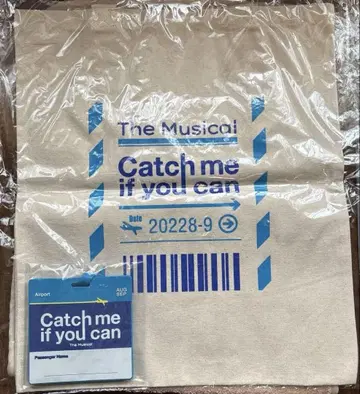 The Musical
Catch me
if you can
Date 20228-9
Airport
AUG
SEP
Catch me
if you can
The Musical
Passenger Name